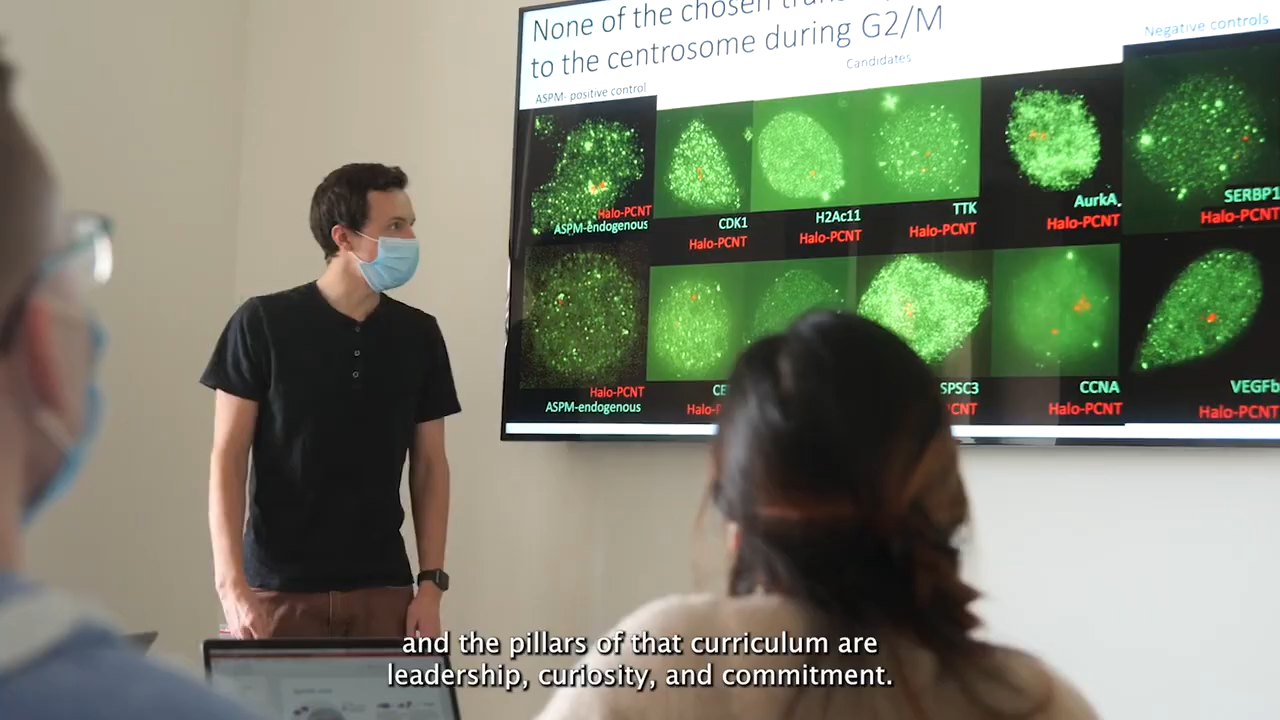 None of the chosen
to the centrosome during G2/M
Negative controls
Candidates
ASPM- positive control
Halo-PCNT
ASPM-endogenous
CDK1
Halo-PCNT
H2Ac11
Halo-PCNT
TTK
Halo-PCNT
AurkA
Halo-PCNT
SERBP1
Halo-PCNT
Halo-PCNT
ASPM-endogenous
SPSC3
CCNA
Halo-PCNT
VEGFb
Halo-PCNT
and the pillars of that curriculum are
leadership, curiosity, and commitment.